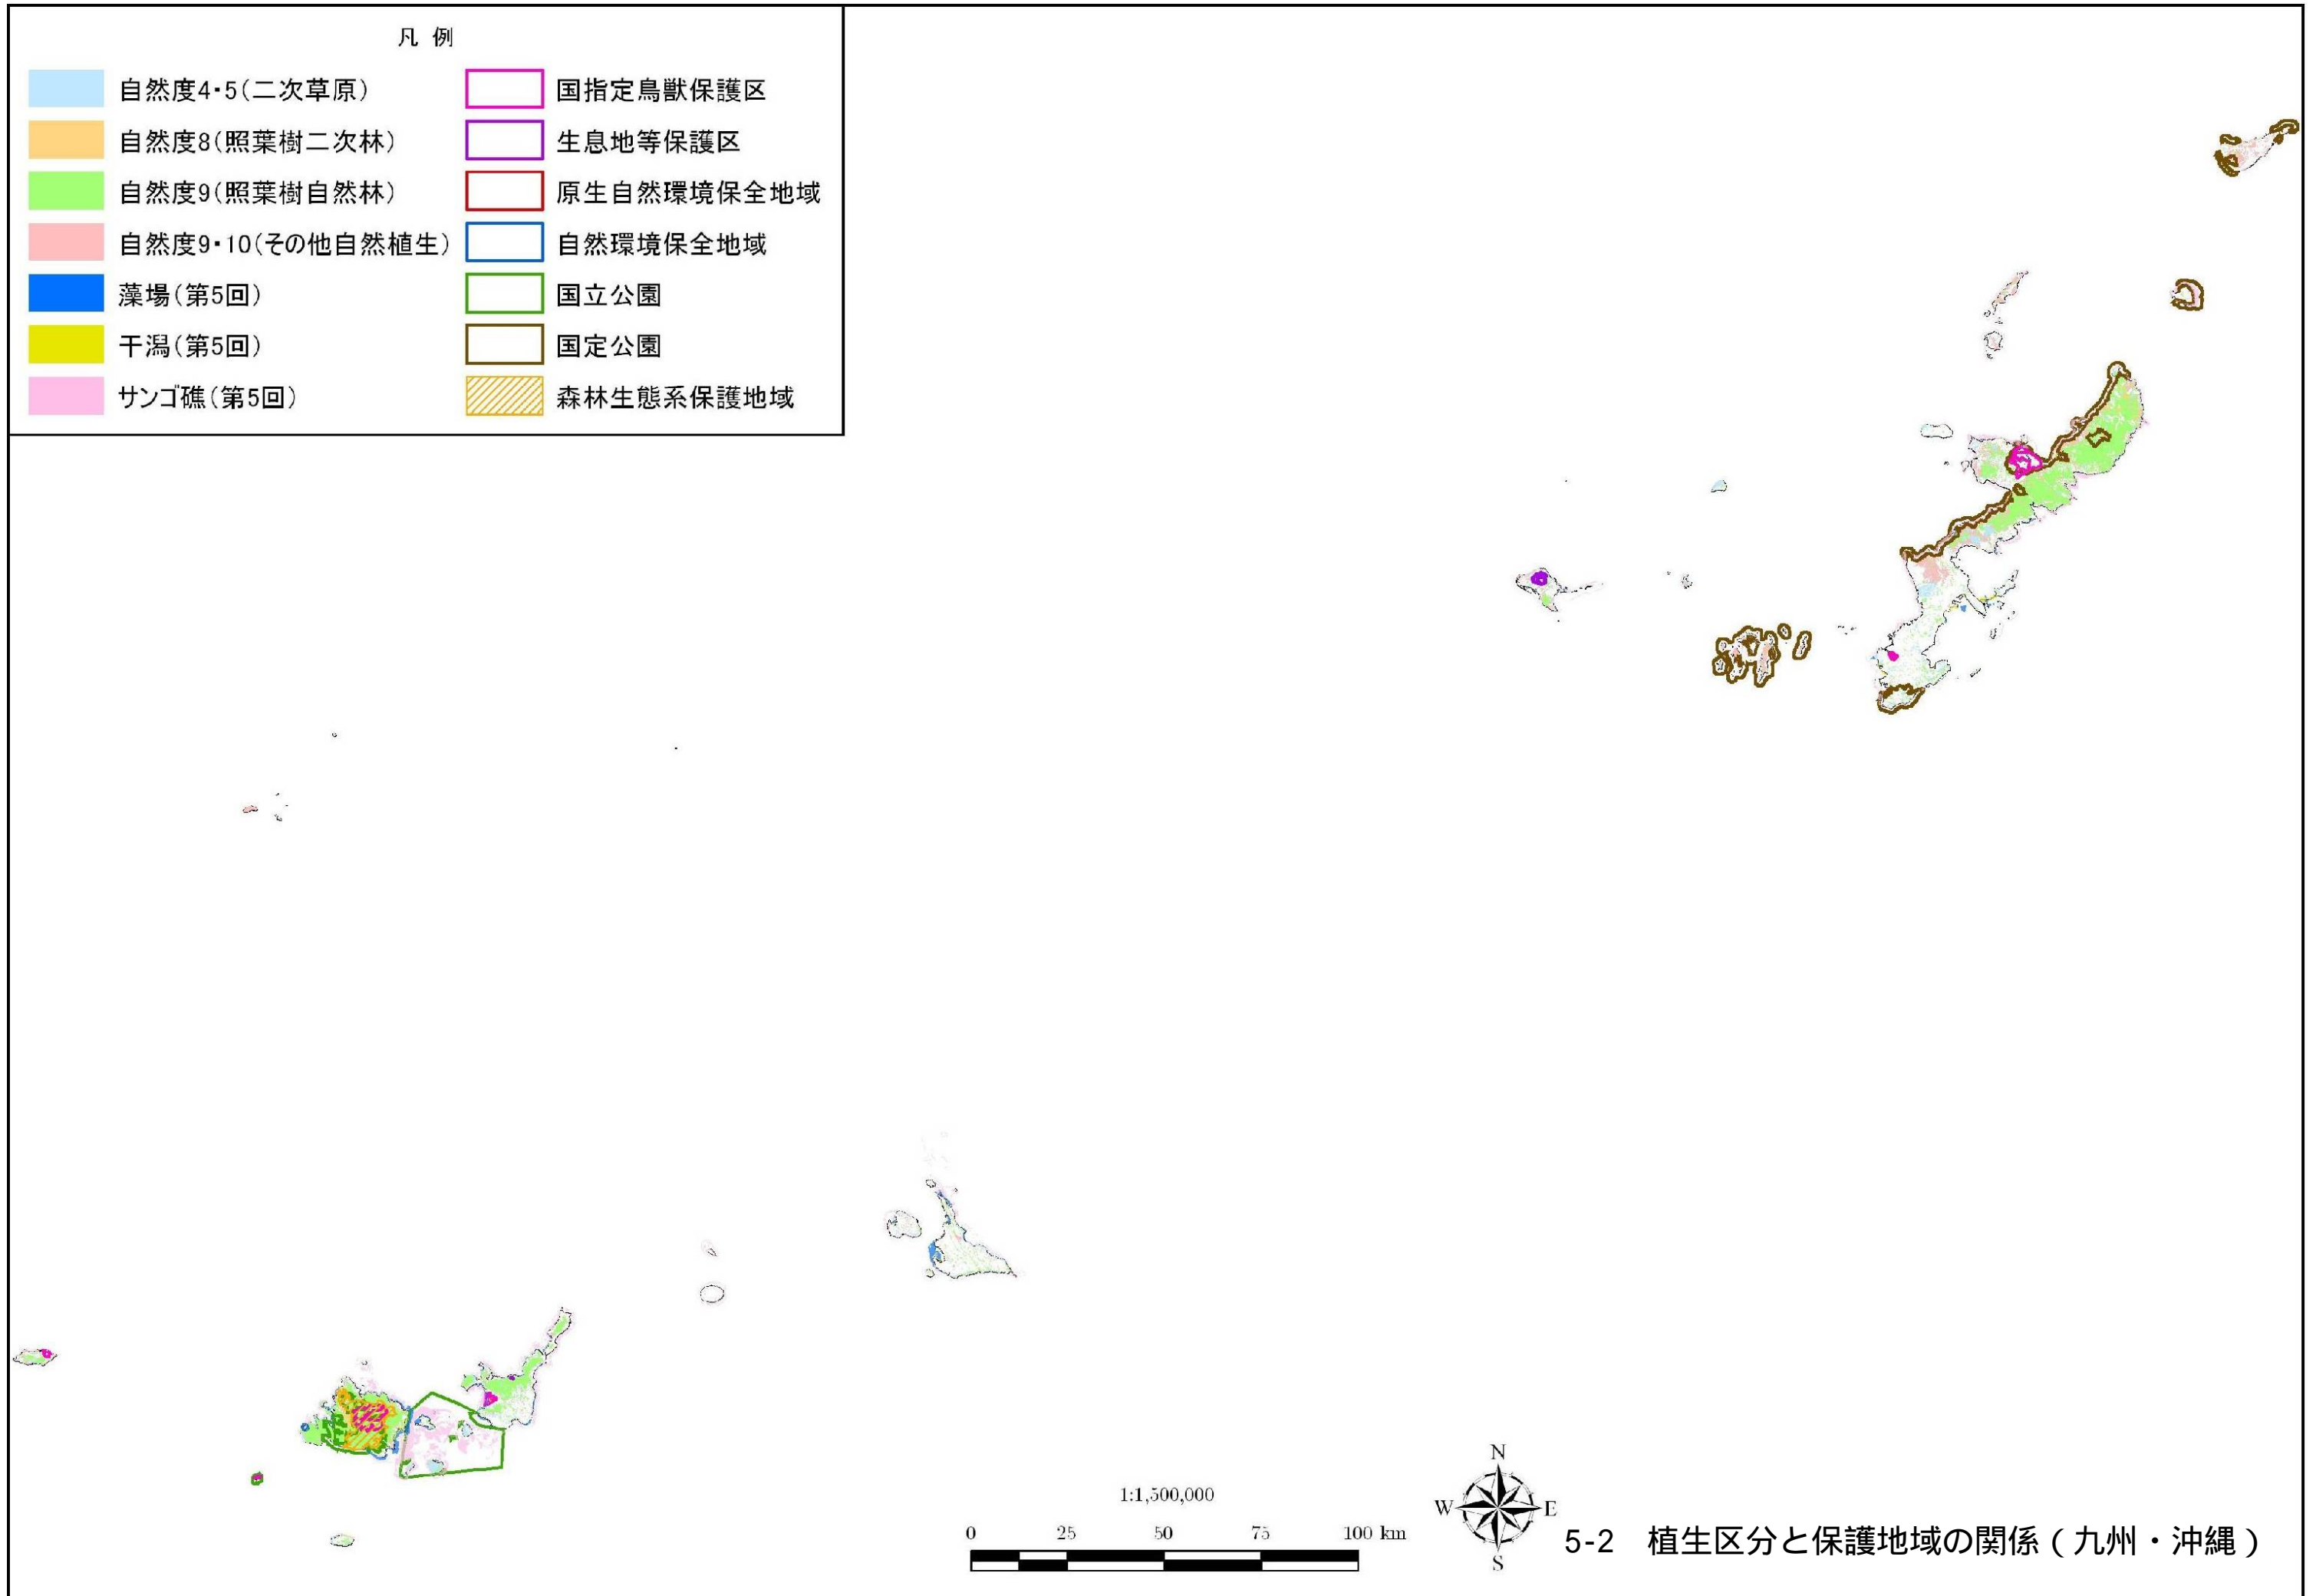 凡 例
自然度4・5(二次草原)
自然度8(照葉樹二次林)
自然度9(照葉樹自然林)
自然度9・10(その他自然植生)
藻場(第5回)
干潟(第5回)
サンゴ礁(第5回)
国指定鳥獣保護区
生息地等保護区
原生自然環境保全地域
自然環境保全地域
国立公園
国定公園
森林生態系保護地域
1:1,500,000
0 25 50 75 100 km
N
W E
S
5-2 植生区分と保護地域の関係(九州・沖縄)